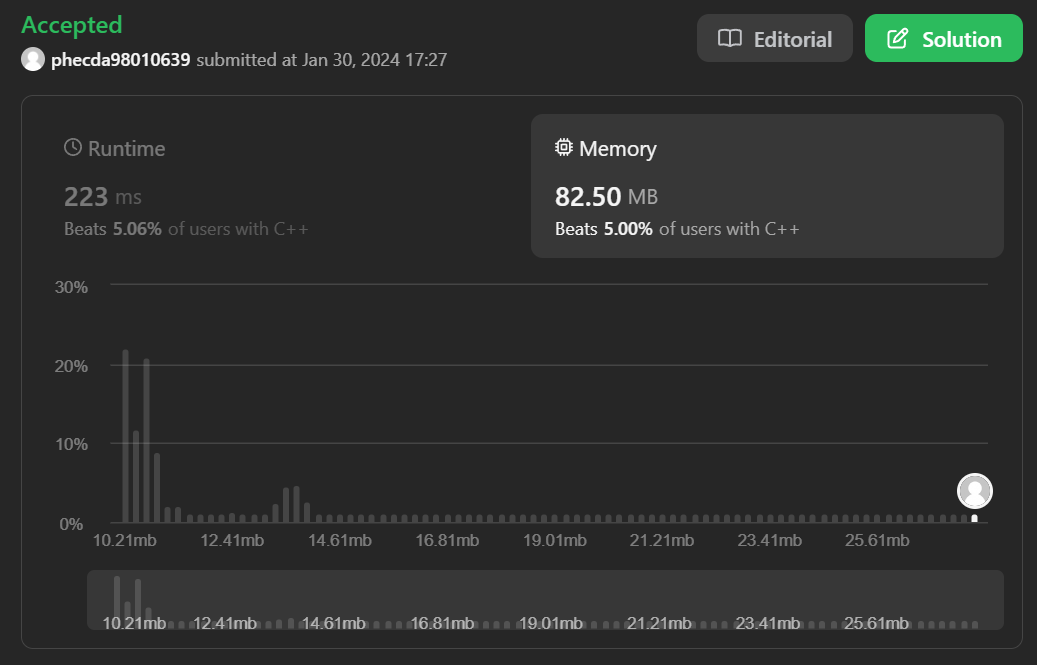 Accepted
Editorial
Solution
phecda98010639 submitted at Jan 30, 2024 17:27
Runtime
Memory
223 ms
82.50 MB
Beats 5.06% of users with C++
Beats 5.00% of users with C++
30%
20%
10%
0%
10.21mb 12.41mb 14.61mb 16.81mb 19.01mb 21.21mb 23.41mb 25.61mb
10.21mb 12.41mb 14.61mb 16.81mb 19.01mb 21.21mb 23.41mb 25.61mb